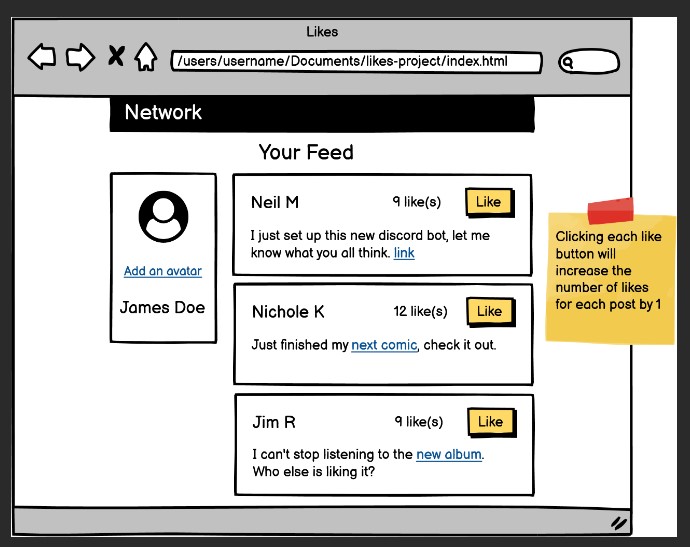 Likes
/users/username/Documents/likes-project/index.html
Network
Your Feed
Add an avatar
James Doe
Neil M 9 like(s) Like
I just set up this new discord bot, let me
know what you all think. link
Nichole K 12 like(s) Like
Just finished my next comic, check it out.
Jim R 9 like(s) Like
I can't stop listening to the new album.
Who else is liking it?
Clicking each like
button will
increase the
number of likes
for each post by 1